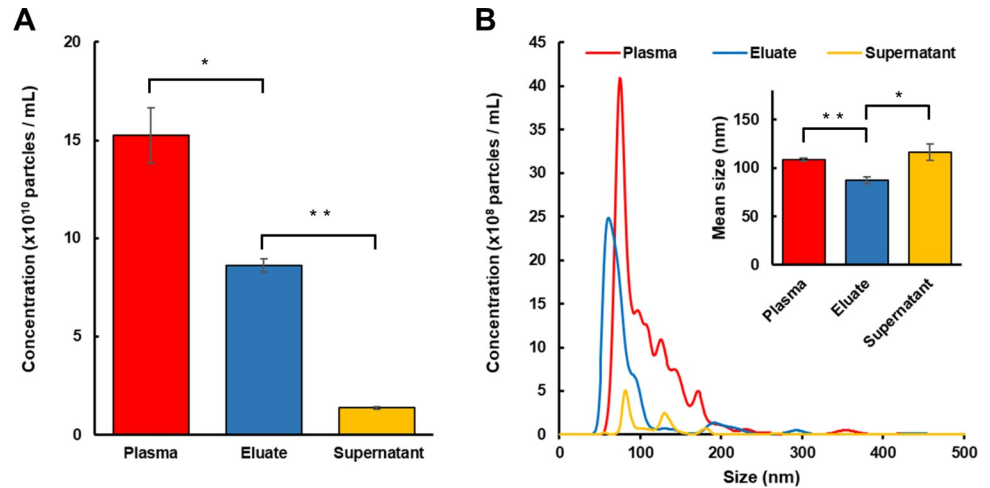 A
20
15
10
5
0
Concentration (x10¹⁰ partcles / mL)
*
* *
Plasma Eluate Supernatant
B
Plasma Eluate Supernatant
45
40
35
30
25
20
15
10
5
0
Concentration (x10⁸ partcles / mL)
0 100 200 300 400 500
Size (nm)
150
100
50
0
Mean size (nm)
* *
*
Plasma
Eluate
Supernatant